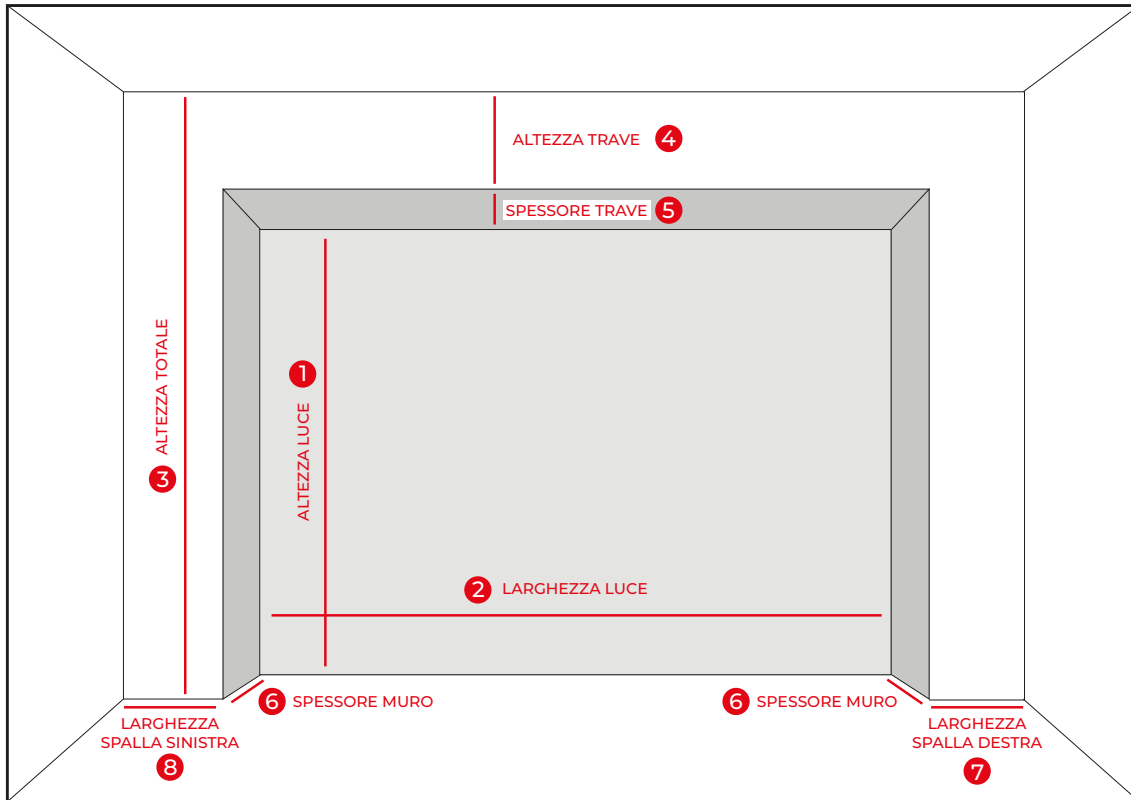 ALTEZZA TRAVE 4
SPESSORE TRAVE 5
3 ALTEZZA TOTALE
ALTEZZA LUCE 1
2 LARGHEZZA LUCE
6 SPESSORE MURO
6 SPESSORE MURO
LARGHEZZA
SPALLA SINISTRA
8
LARGHEZZA
SPALLA DESTRA
7